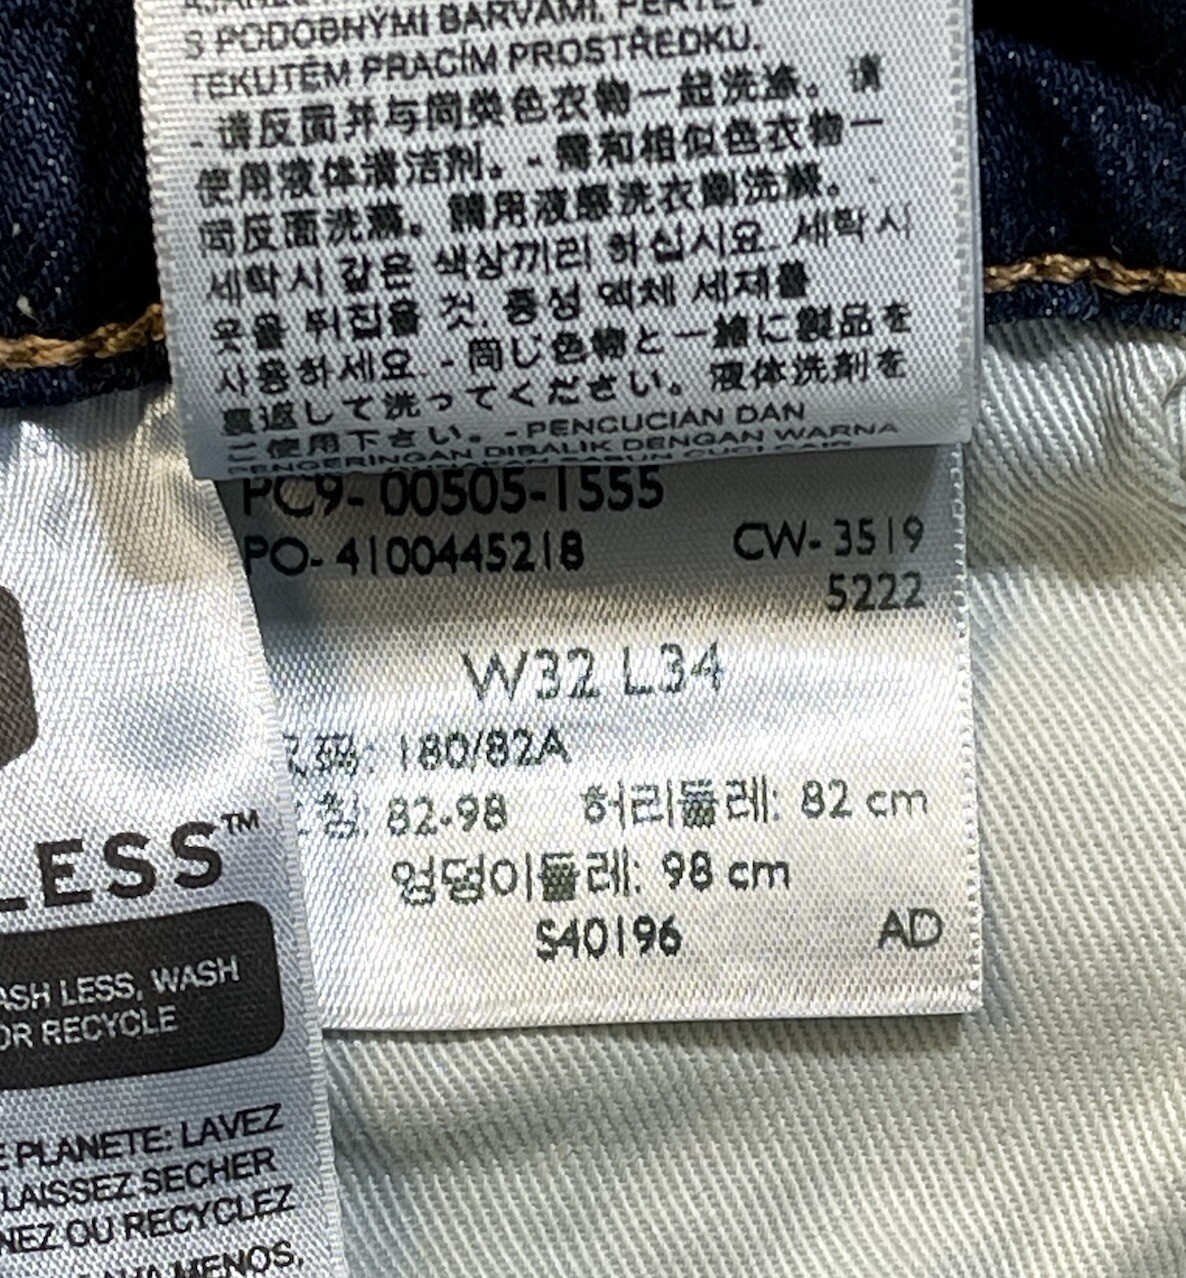 S PODOBNÝMI BARVAMI. PERTE V
TEKUTÉM PRACÍM PROSTŘEDKU.
- 请反面并与同类色衣物一起洗涤。请
使用液体清洁剂。- 需和相似色衣物一
同反面洗滌。請用液態洗衣劑洗滌。-
세탁시 같은 색상끼리 하십시요. 세탁시
옷을 뒤집을 것. 중성 액체 세제를
사용하세요. - 同じ色物と一緒に製品を
裏返して洗ってください。液体洗剤を
ご使用下さい。- PENCUCIAN DAN
PENGERINGAN DIBALIK DENGAN WARNA
PC9- 00505-1555
PO- 4100445218 CW- 3519
5222
W32 L34
号码: 180/82A
82-98 허리둘레: 82 cm
엉덩이둘레: 98 cm
S40196 AD
LESS™
ASH LESS, WASH
OR RECYCLE
E PLANETE: LAVEZ
LAISSEZ SECHER
NEZ OU RECYCLEZ
MENOS,